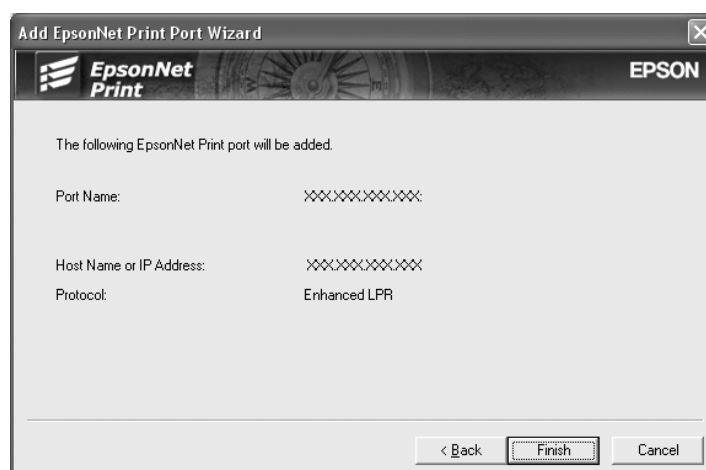 Add EpsonNet Print Port Wizard
EpsonNet
Print
EPSON
The following EpsonNet Print port will be added.
Port Name: XXX.XXX.XXX.XXX:
Host Name or IP Address: XXX.XXX.XXX.XXX
Protocol: Enhanced LPR
< Back Finish Cancel